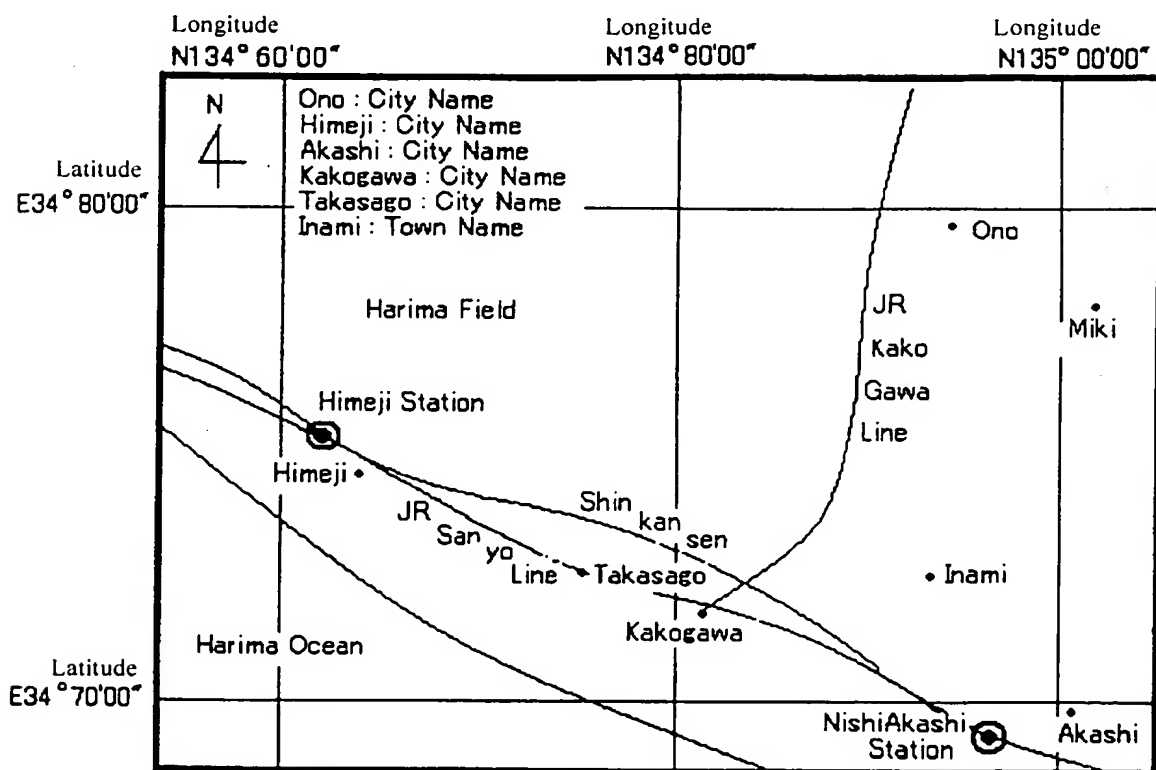 Longitude
N134° 60'00"
Longitude
N134° 80'00"
Longitude
N135° 00'00"
N
Ono : City Name
Himeji : City Name
Akashi : City Name
Kakogawa : City Name
Takasago : City Name
Inami : Town Name
Latitude
E34° 80'00"
Ono
Harima Field
JR
Kako
Gawa
Line
Miki
Himeji Station
Himeji
JR
San
yo
Line
Shin
kan
sen
Takasago
Inami
Kakogawa
Harima Ocean
Latitude
E34° 70'00"
NishiAkashi
Station
Akashi